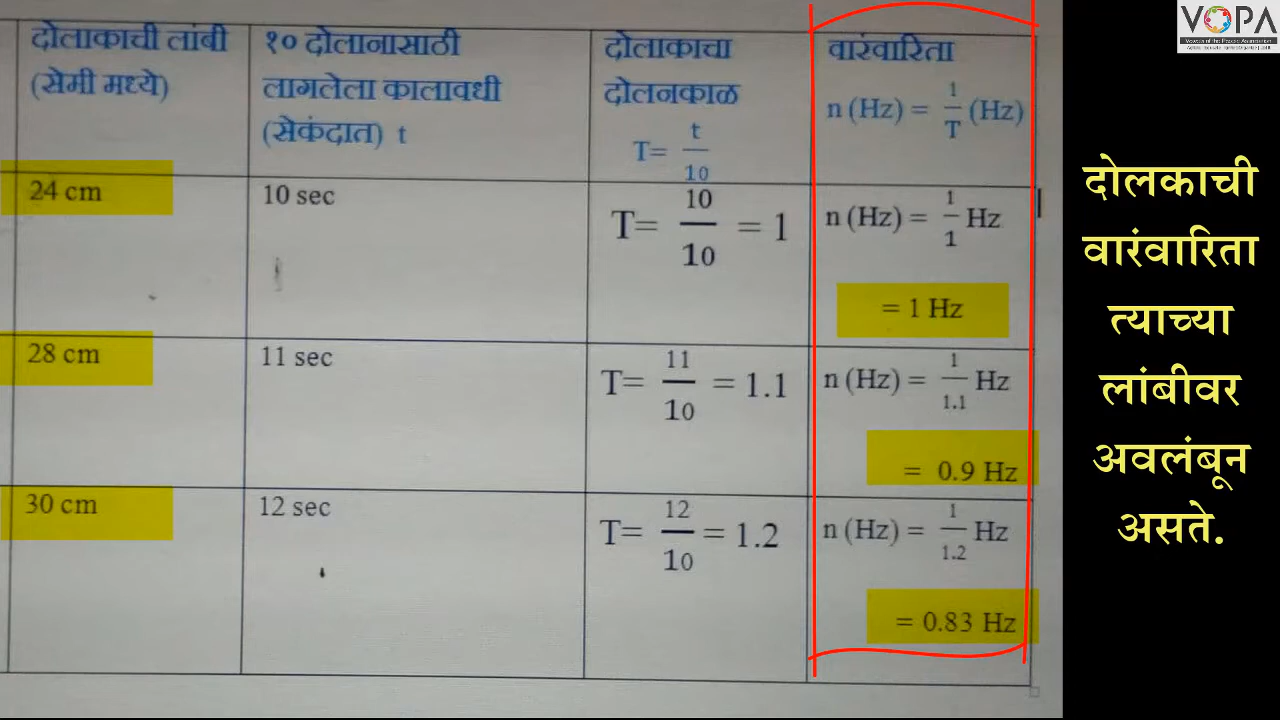 VOPA
दोलाकाची लांबी
(सेमी मध्ये)
१० दोलानासाठी
लागलेला कालावधी
(सेकंदात) t
दोलाकाचा
दोलनकाळ
T= t/10
वारंवारिता
n (Hz) = 1/T (Hz)
24 cm
10 sec
T= 10/10 = 1
n (Hz) = 1/1 Hz
= 1 Hz
28 cm
11 sec
T= 11/10 = 1.1
n (Hz) = 1/1.1 Hz
= 0.9 Hz
30 cm
12 sec
T= 12/10 = 1.2
n (Hz) = 1/1.2 Hz
= 0.83 Hz
दोलकाची
वारंवारिता
त्याच्या
लांबीवर
अवलंबून
असते.